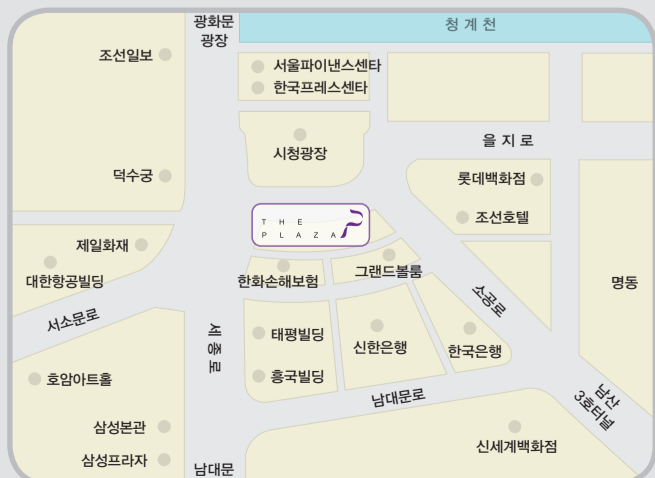 광화문
광장
청계천
조선일보
서울파이낸스센타
한국프레스센타
시청광장
을지로
덕수궁
롯데백화점
조선호텔
THE
PLAZA
제일화재
대한항공빌딩
한화손해보험
그랜드볼룸
명동
소공로
서소문로
세종로
태평빌딩
신한은행
한국은행
호암아트홀
흥국빌딩
남대문로
남산
3호터널
삼성본관
신세계백화점
삼성프라자
남대문